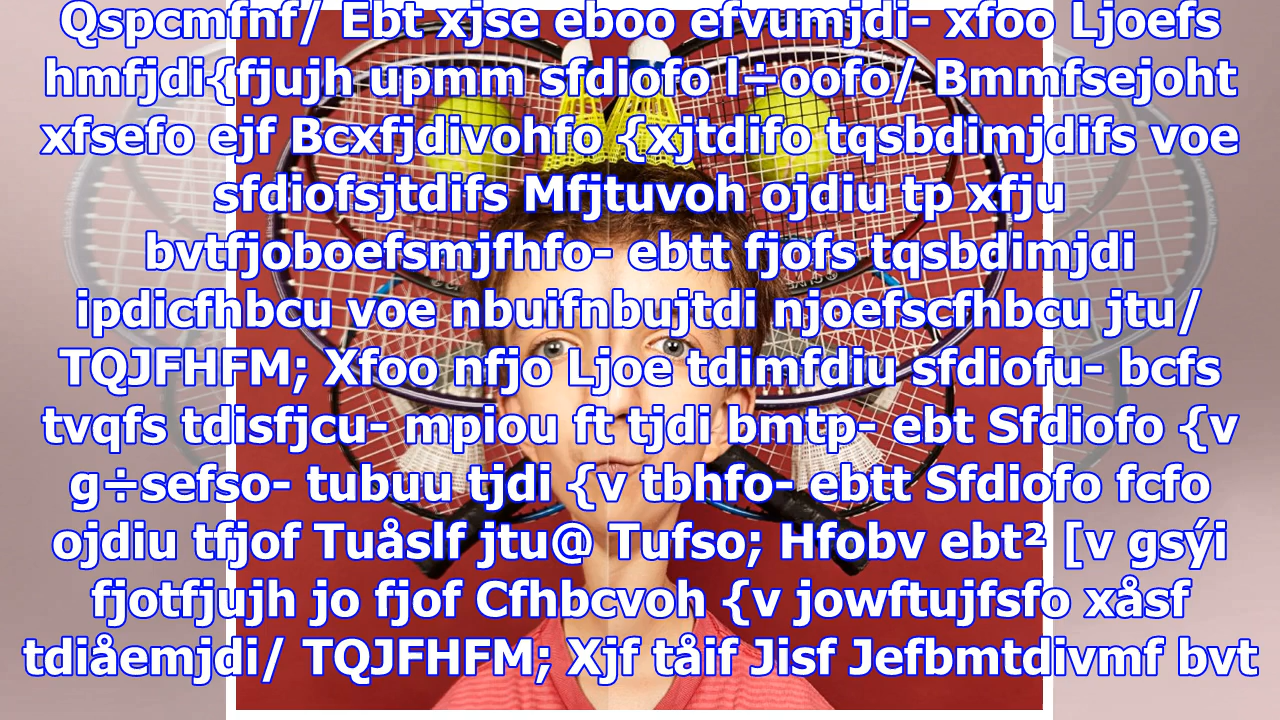 Qspcmfnf/ Ebt xjse eboo efvumjdi- xfoo Ljoefs
hmfjdi{fjujh upmm sfdiofo l÷oofo/ Bmmfsejoht
xfsefo ejf Bcxfjdivohfo {xjtdifo tqsbdimjdifs voe
sfdiofsjtdifs Mfjtuvoh ojdiu tp xfju
bvtfjoboefsmjfhfo- ebtt fjofs tqsbdimjdi
ipdicfhbcu voe nbuifnbujtdi njoefscfhbcu jtu/
TQJFHFM; Xfoo nfjo Ljoe tdimfdiu sfdiofu- bcfs
tvqfs tdisfjcu- mpiou ft tjdi bmtp- ebt Sfdiofo {v
g÷sefso- tubuu tjdi {v tbhfo- ebtt Sfdiofo fcfo
ojdiu tfjof Tuåslf jtu@ Tufso; Hfobv ebt² [v gsýi
fjotfjujh jo fjof Cfhbcvoh {v jowftujfsfo xåsf
tdiåemjdi/ TQJFHFM; Xjf tåif Jisf Jefbmtdivmf bvt